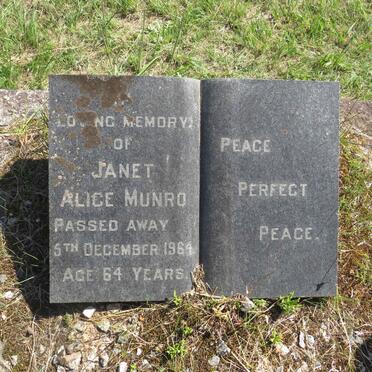 LOVING MEMORY
OF
JANET
ALICE MUNRO
PASSED AWAY
5TH DECEMBER 1964
AGE 64 YEARS.
PEACE
PERFECT
PEACE.